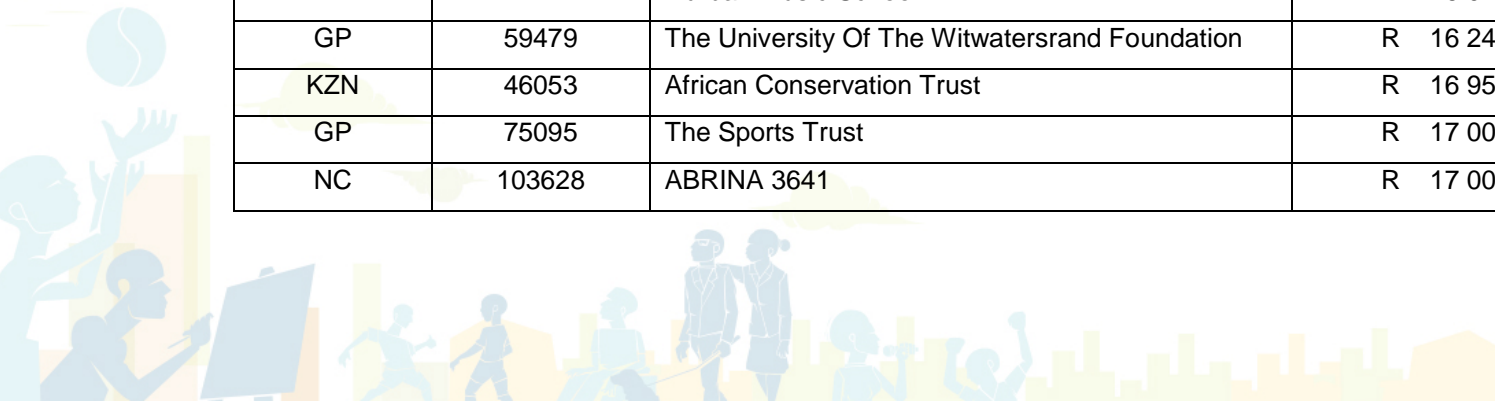 GP 59479 The University Of The Witwatersrand Foundation R 16 24
KZN 46053 African Conservation Trust R 16 95
GP 75095 The Sports Trust R 17 00
NC 103628 ABRINA 3641 R 17 00